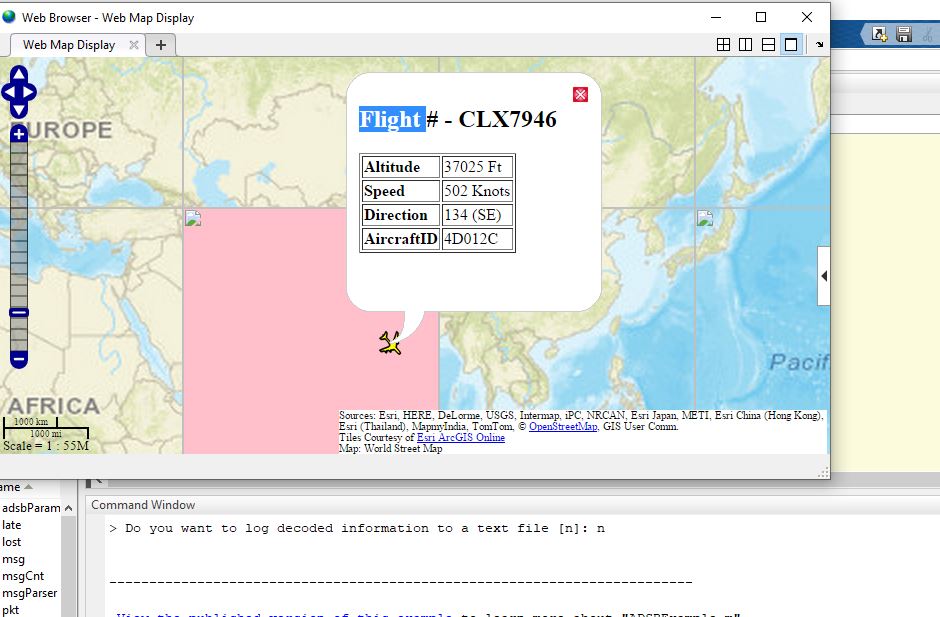 Web Browser - Web Map Display
Web Map Display
EUROPE
Flight # - CLX7946
Altitude 37025 Ft
Speed 502 Knots
Direction 134 (SE)
AircraftID 4D012C
Pacif
AFRICA
1000 km
1000 mi
Scale = 1 : 55M
Sources: Esri, HERE, DeLorme, USGS, Intermap, iPC, NRCAN, Esri Japan, METI, Esri China (Hong Kong),
Esri (Thailand), MapmyIndia, TomTom, © OpenStreetMap, GIS User Comm.
Tiles Courtesy of Esri ArcGIS Online
Map: World Street Map
ame
adsbParam
late
lost
msg
msgCnt
msgParser
pkt
Command Window
> Do you want to log decoded information to a text file [n]: n
View the published version of this example to learn more about "ADSBExample.m"